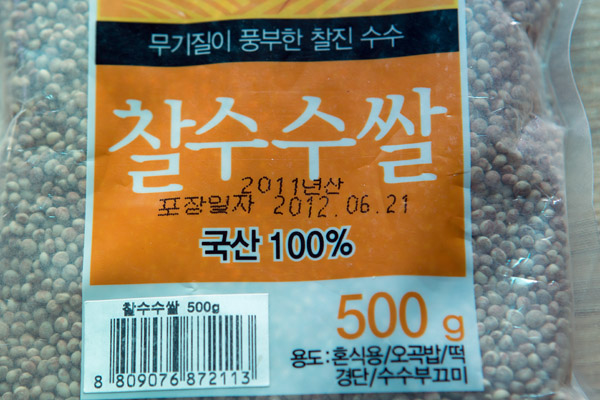 무기질이 풍부한 찰진 수수
찰수수쌀
2011년산
포장일자 2012.06.21
국산 100%
찰수수쌀 500g
8 809076 872113
500 g
용도:혼식용/오곡밥/떡
경단/수수부꾸미